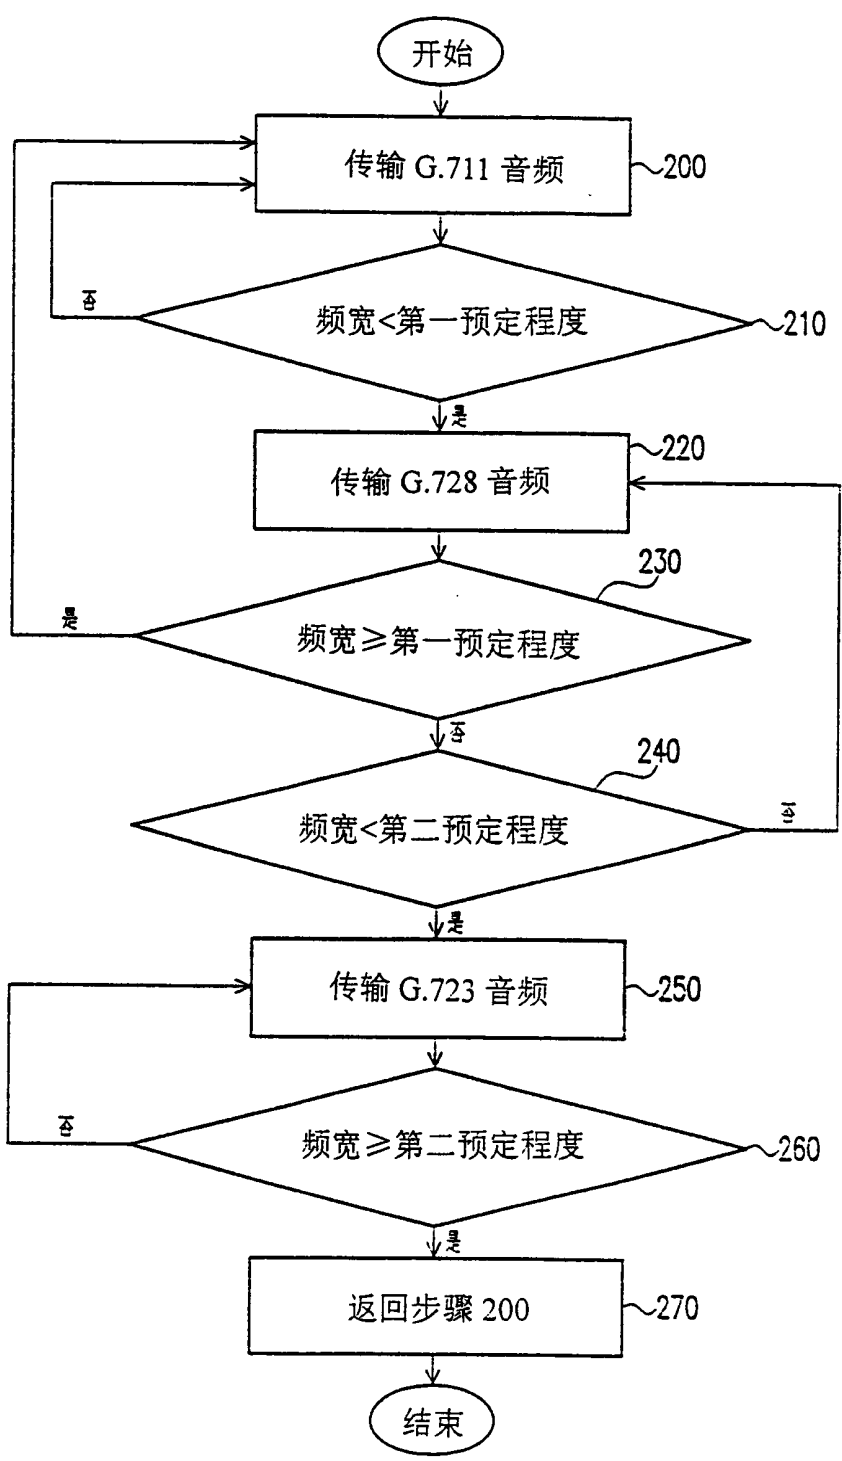 开始
传输 G.711 音频
200
否
频宽<第一预定程度
210
是
220
传输 G.728 音频
230
是
频宽≥第一预定程度
否
240
频宽<第二预定程度
否
是
传输 G.723 音频
250
否
频宽≥第二预定程度
260
是
返回步骤 200
270
结束